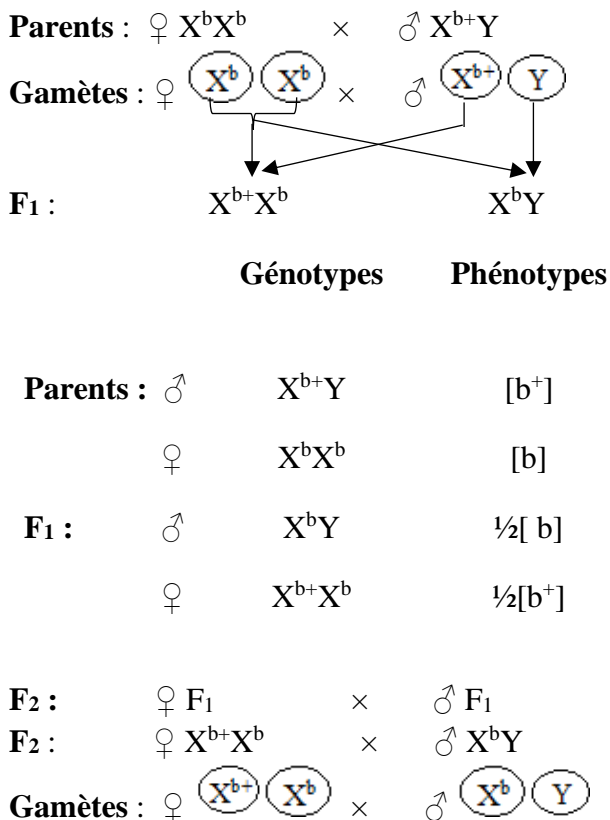 Parents : ♀ XᵇXᵇ × ♂ Xᵇ⁺Y
Gamètes : ♀ Xᵇ Xᵇ × ♂ Xᵇ⁺ Y
F₁ : Xᵇ⁺Xᵇ XᵇY
Génotypes Phénotypes
Parents : ♂ Xᵇ⁺Y [b⁺]
♀ XᵇXᵇ [b]
F₁ : ♂ XᵇY ½[ b]
♀ Xᵇ⁺Xᵇ ½[b⁺]
F₂ : ♀ F₁ × ♂ F₁
F₂ : ♀ Xᵇ⁺Xᵇ × ♂ XᵇY
Gamètes : ♀ Xᵇ⁺ Xᵇ × ♂ Xᵇ Y